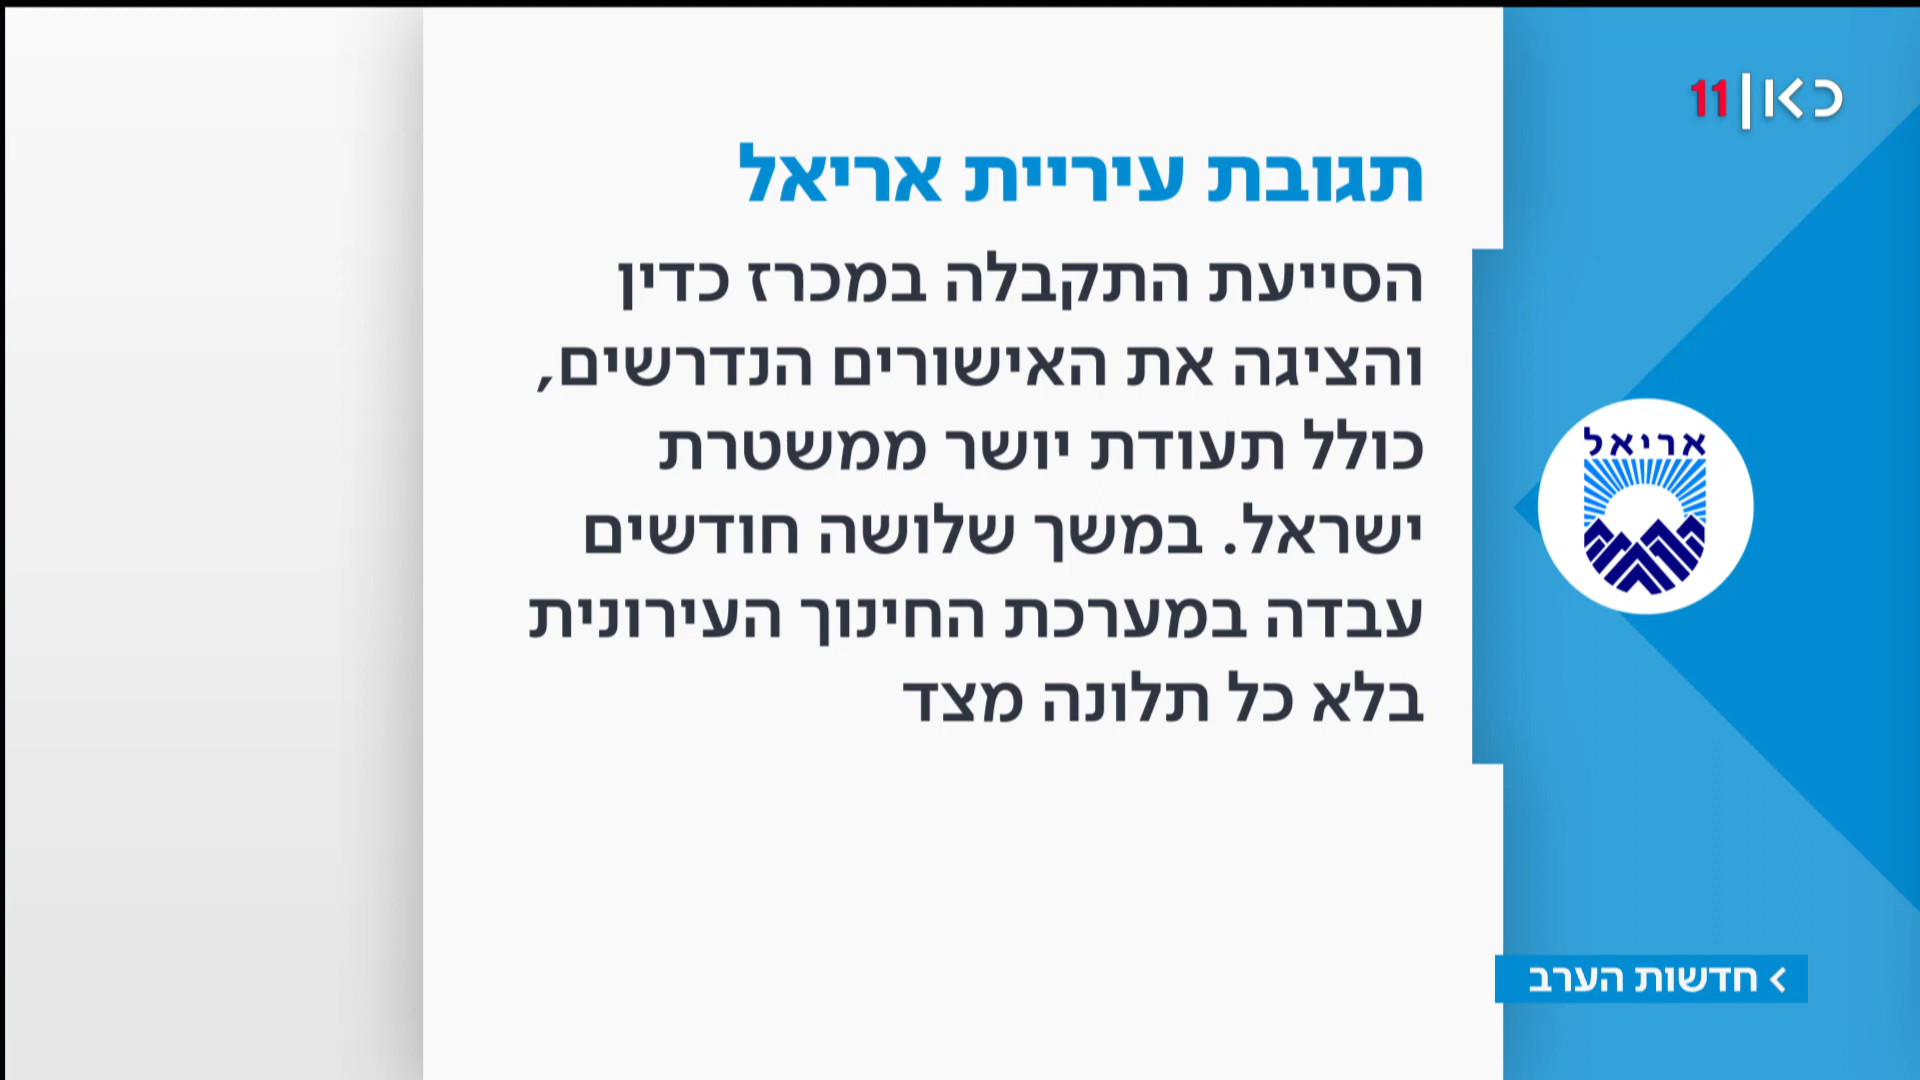 כאן|11
תגובת עיריית אריאל
הסייעת התקבלה במכרז כדין
והציגה את האישורים הנדרשים,
כולל תעודת יושר ממשטרת
ישראל. במשך שלושה חודשים
עבדה במערכת החינוך העירונית
בלא כל תלונה מצד
אריאל
חדשות הערב